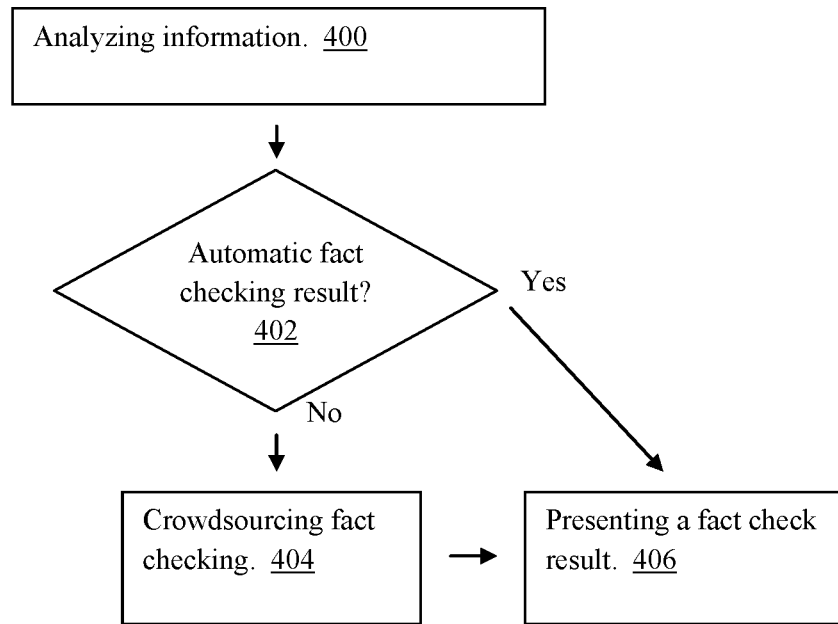 Analyzing information. 400
Automatic fact
checking result?
402
Yes
No
Crowdsourcing fact
checking. 404
Presenting a fact check
result. 406